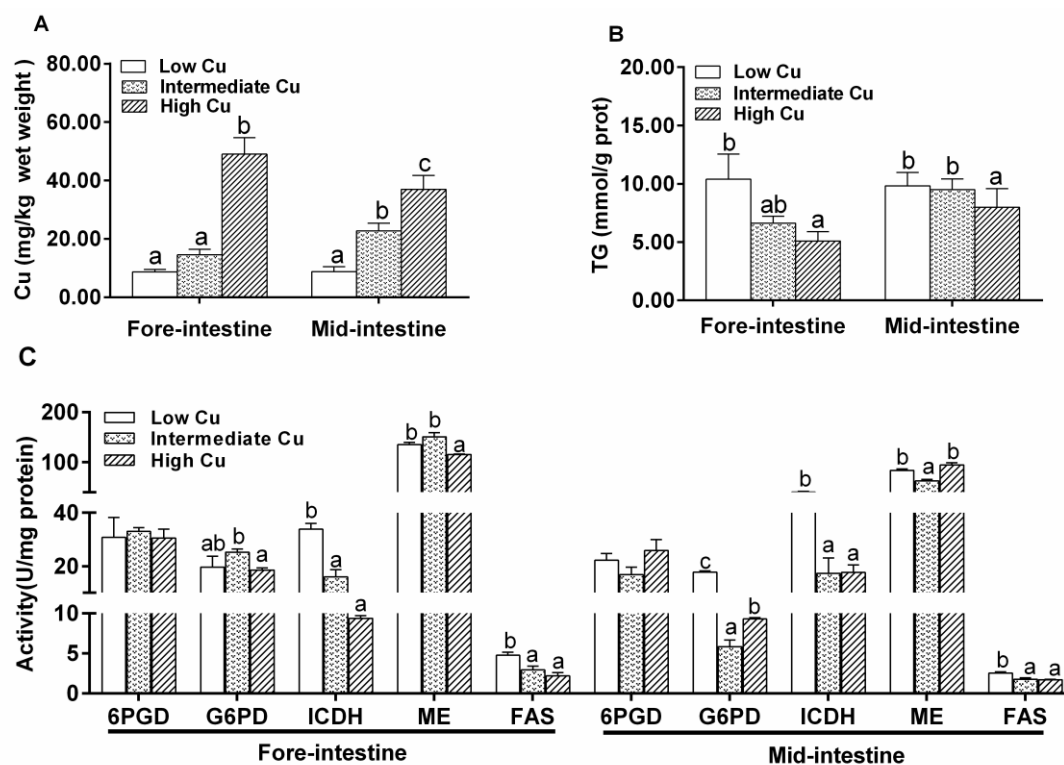 A
Low Cu
Intermediate Cu
High Cu
Cu (mg/kg wet weight )
80.00
60.00
40.00
20.00
0.00
a
a
b
a
b
c
Fore-intestine
Mid-intestine
B
Low Cu
Intermediate Cu
High Cu
TG (mmol/g prot)
20.00
15.00
10.00
5.00
0.00
b
ab
a
b
b
a
Fore-intestine
Mid-intestine
C
Low Cu
Intermediate Cu
High Cu
Activity(U/mg protein)
200
100
40
20
10
5
0
ab
b
a
b
a
a
b
b
a
b
a
a
c
a
b
b
a
a
b
a
b
a
a
a
6PGD G6PD ICDH ME FAS 6PGD G6PD ICDH ME FAS
Fore-intestine Mid-intestine